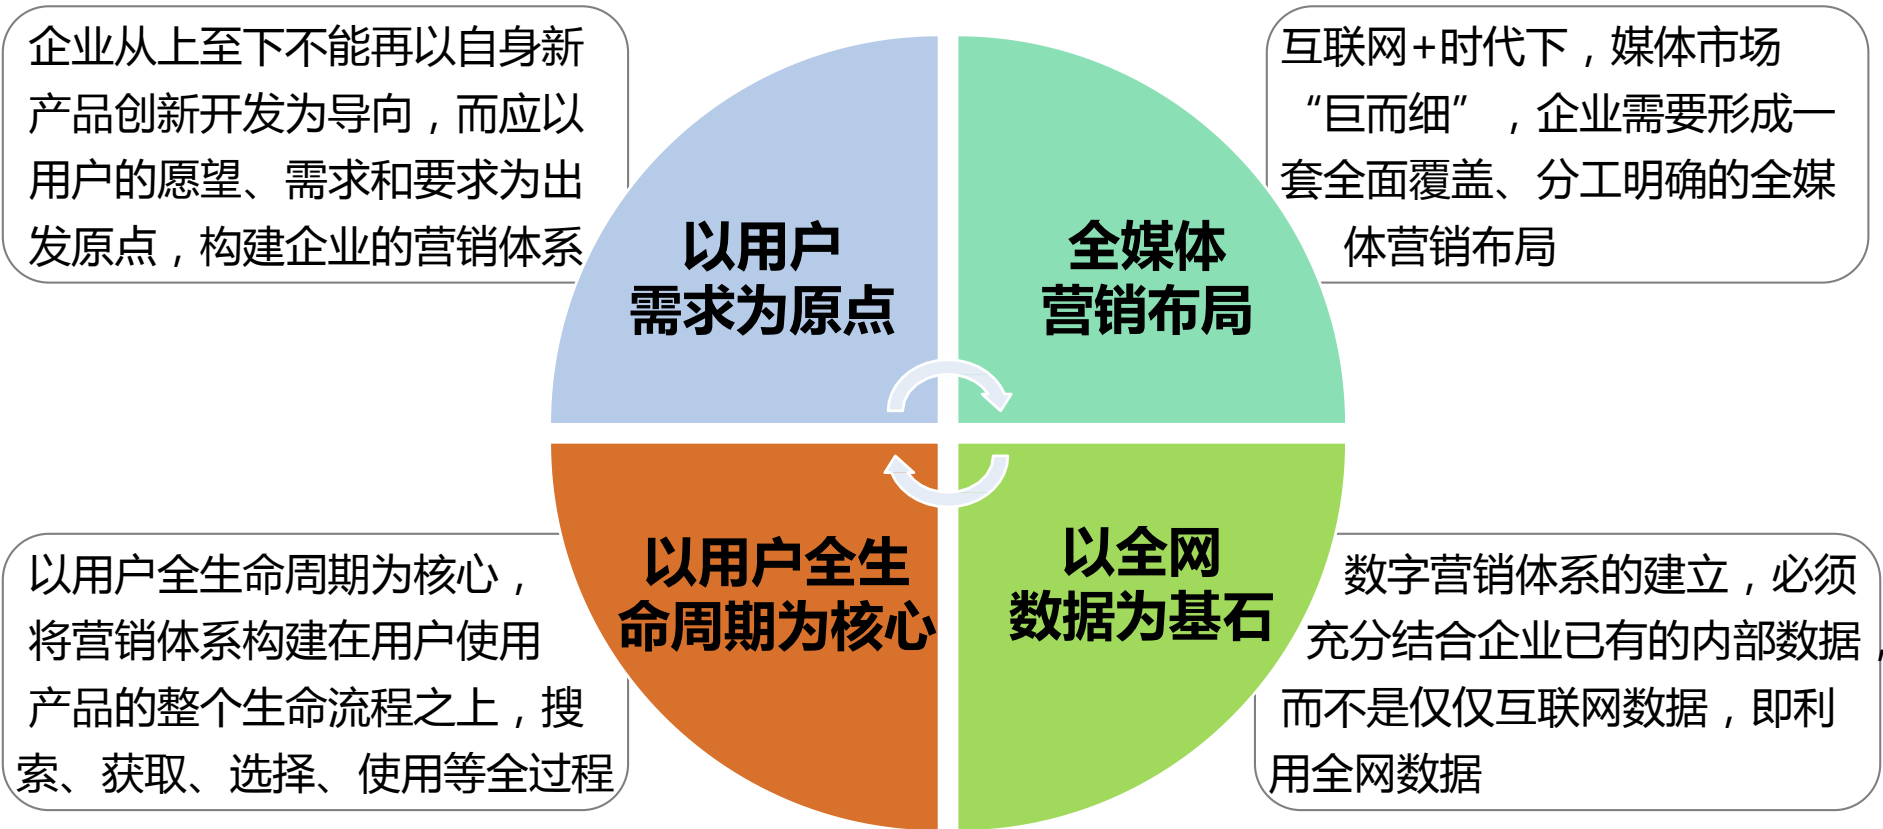 企业从上至下不能再以自身新
产品创新开发为导向，而应以
用户的愿望、需求和要求为出
发原点，构建企业的营销体系
以用户
需求为原点
全媒体
营销布局
互联网+时代下，媒体市场
“巨而细”，企业需要形成一
套全面覆盖、分工明确的全媒
体营销布局
以用户全生命周期为核心，
将营销体系构建在用户使用
产品的整个生命流程之上，搜
索、获取、选择、使用等全过程
以用户全生
命周期为核心
以全网
数据为基石
数字营销体系的建立，必须
充分结合企业已有的内部数据，
而不是仅仅互联网数据，即利
用全网数据